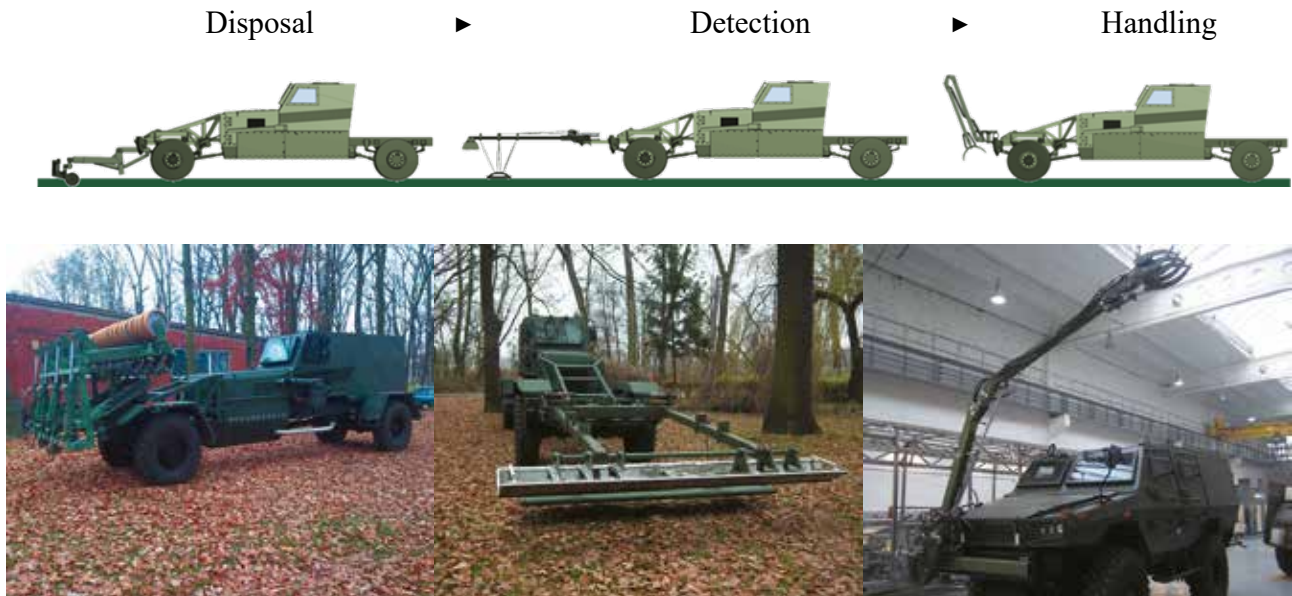 Disposal ► Detection ► Handling